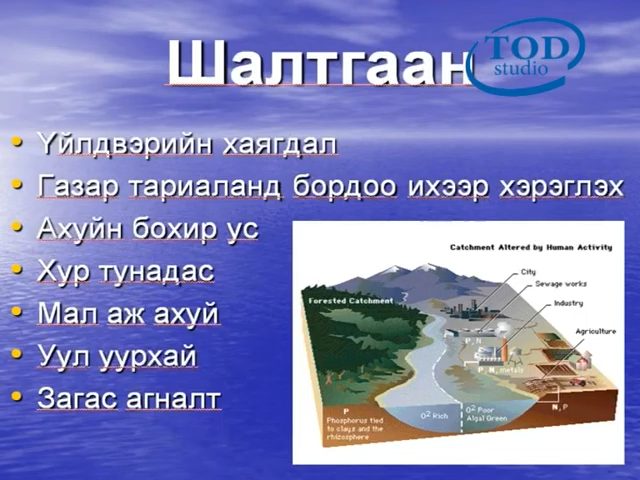 Шалтгаан
TOD
studio
Үйлдвэрийн хаягдал
Газар тариаланд бордоо ихээр хэрэглэх
Ахуйн бохир ус
Хур тунадас
Мал аж ахуй
Уул уурхай
Загас агналт
Catchment Altered by Human Activity
City
Sewage works
Industry
Agriculture
Forested Catchment
P, N
P, N, metals
P
Phosphorus tied
to clays and the
rhizosphere
O2 Rich
O2 Poor
Algal Green
N, P